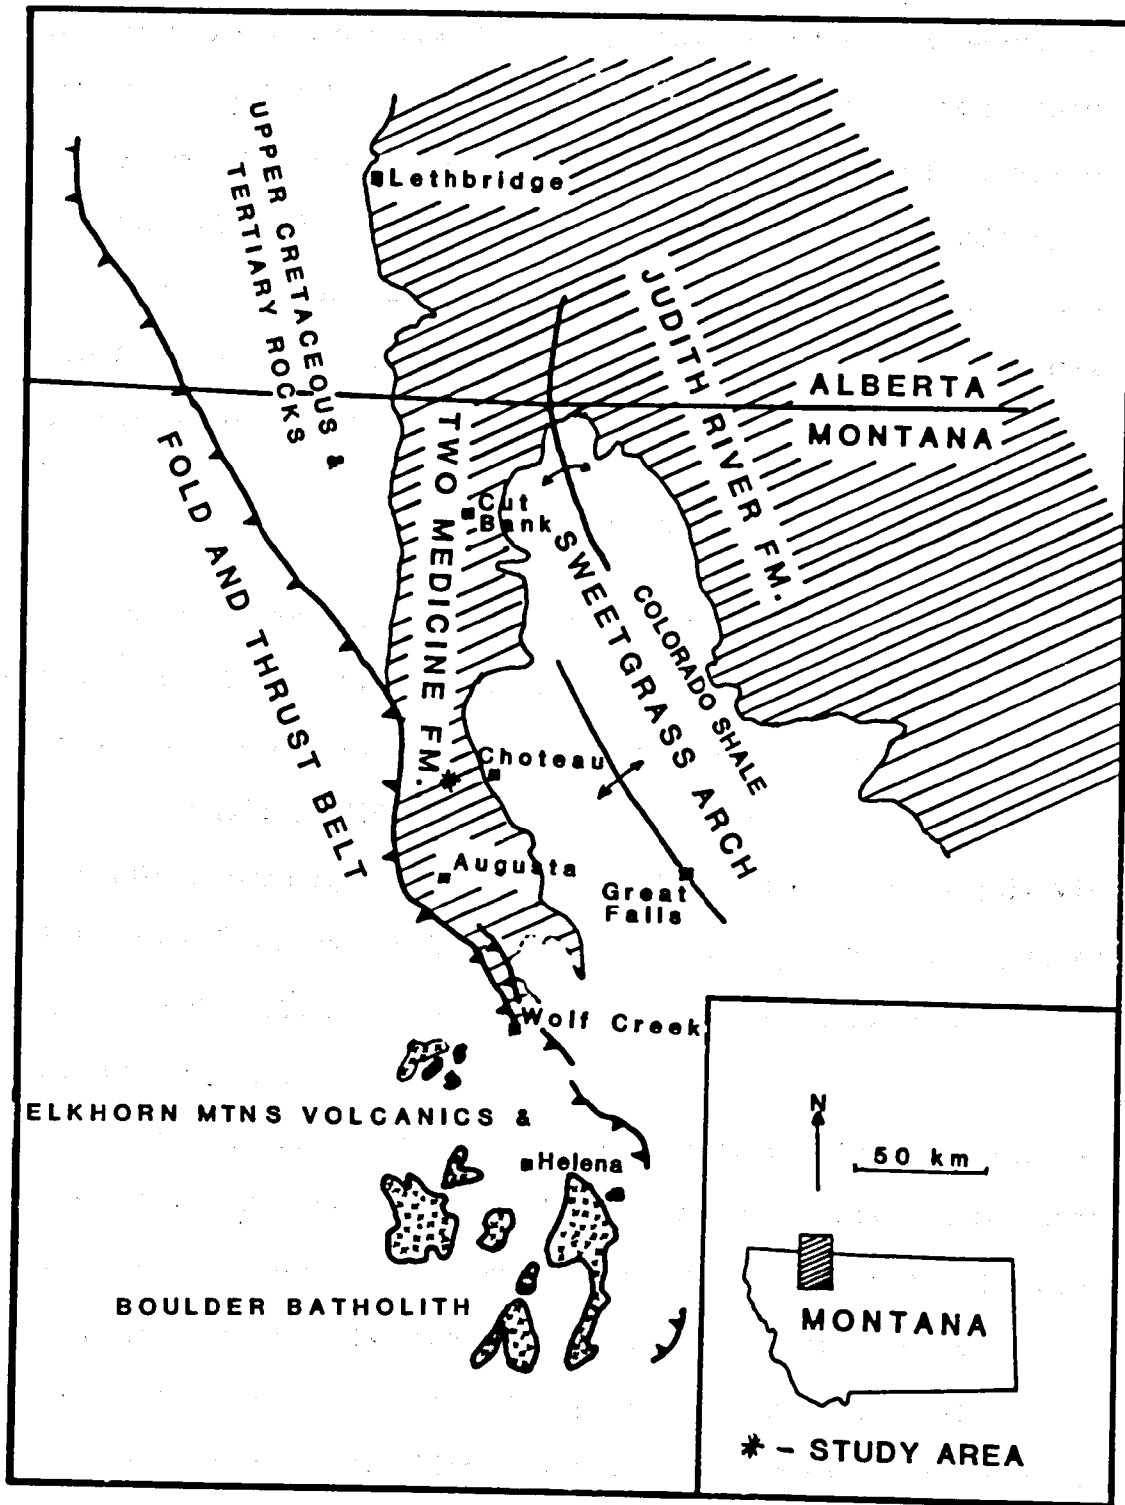 UPPER CRETACEOUS &
TERTIARY ROCKS
Lethbridge
JUDITH RIVER FM.
ALBERTA
MONTANA
FOLD AND THRUST BELT
TWO MEDICINE FM.
Cut
Bank
SWEETGRASS ARCH
COLORADO SHALE
Choteau
Augusta
Great
Falls
Wolf Creek
ELKHORN MTNS VOLCANICS &
Helena
BOULDER BATHOLITH
N
50 km
MONTANA
* - STUDY AREA